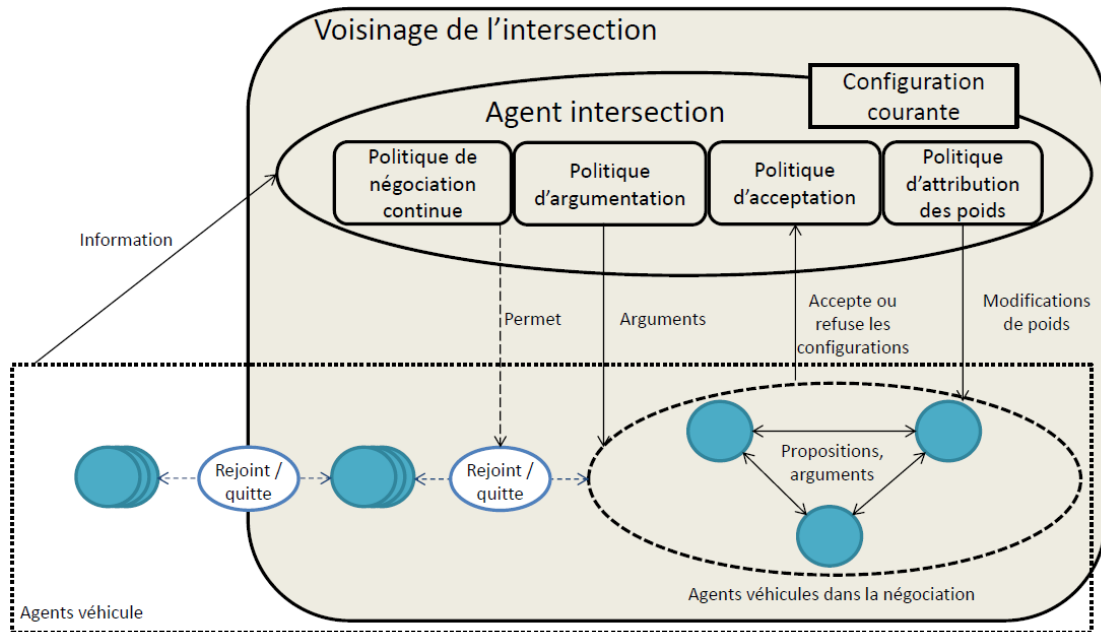 Voisinage de l'intersection
Configuration
courante
Agent intersection
Politique de
négociation
continue
Politique
d'argumentation
Politique
d'acceptation
Politique
d'attribution
des poids
Information
Permet
Arguments
Accepte ou
refuse les
configurations
Modifications
de poids
Rejoint /
quitte
Rejoint /
quitte
Propositions,
arguments
Agents véhicules dans la négociation
Agents véhicule